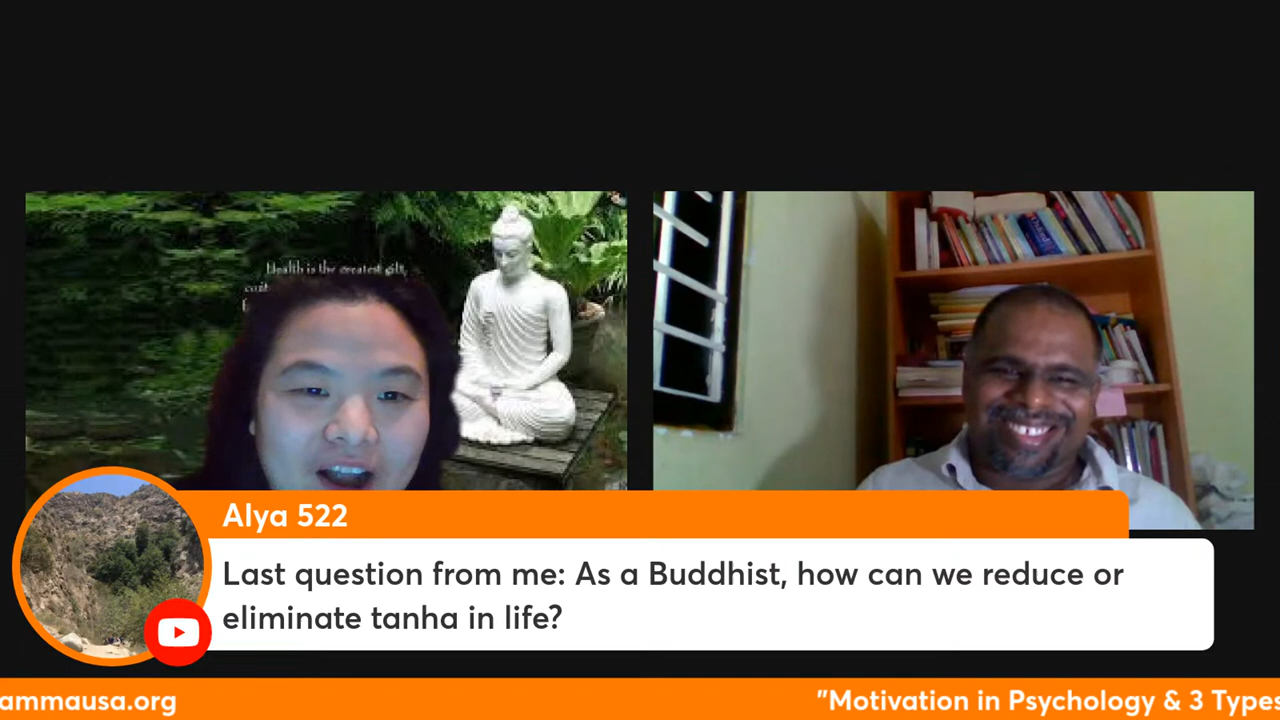 Health is the greatest gift,
Alya 522
Last question from me: As a Buddhist, how can we reduce or
eliminate tanha in life?
ammausa.org
"Motivation in Psychology & 3 Types